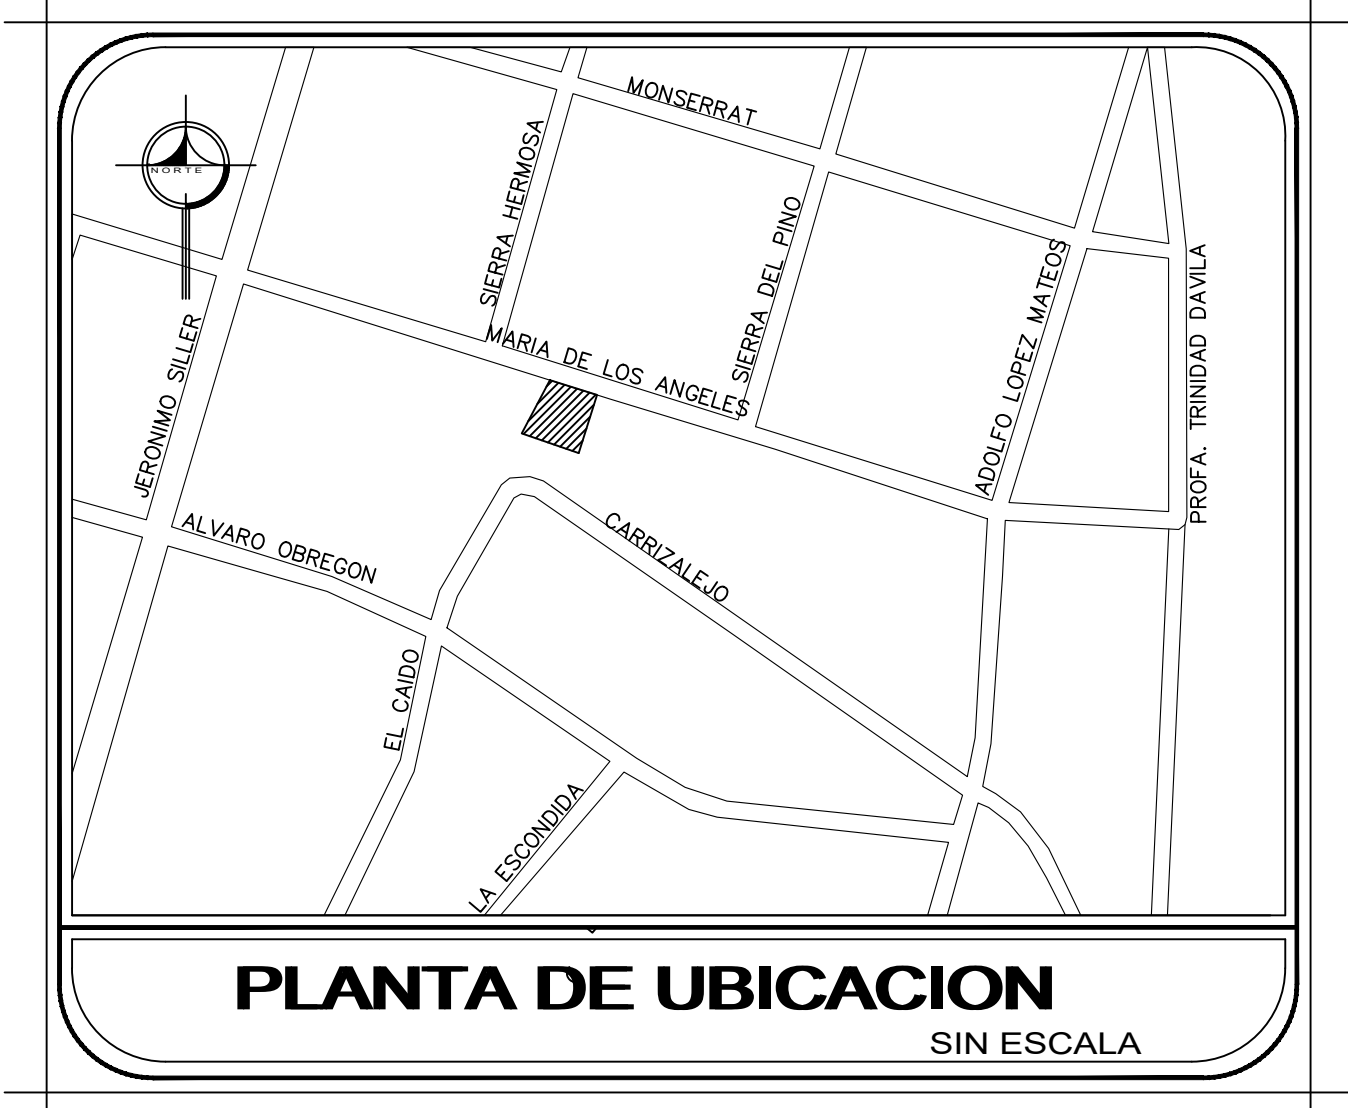 MONSERRAT
SIERRA HERMOSA
NORTE
SIERRA DEL PINO
ADOLFO LOPEZ MATEOS
PROFA. TRINIDAD DAVILA
JERONIMO SILLER
MARIA DE LOS ANGELES
ALVARO OBREGON
CARRIZALEJO
EL CAIDO
LA ESCONDIDA
PLANTA DE UBICACION
SIN ESCALA